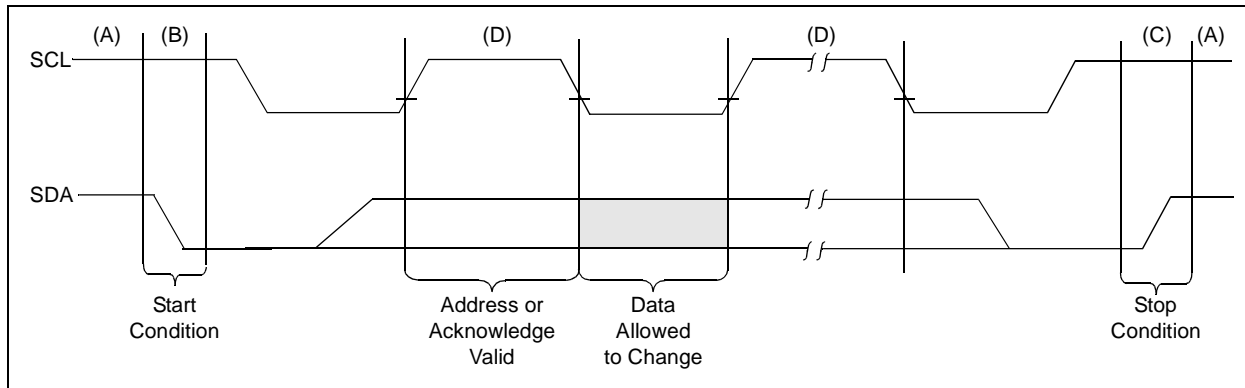 (A) (B) (D) (D) (C) (A)
SCL
SDA
Start
Condition
Address or
Acknowledge
Valid
Data
Allowed
to Change
Stop
Condition